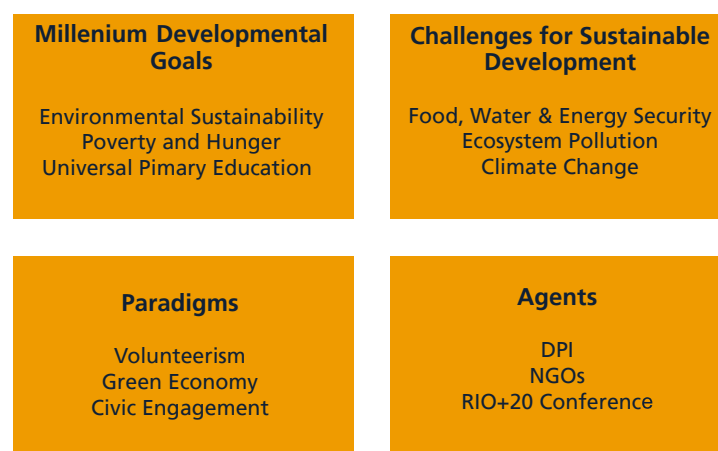 Millenium Developmental
Goals
Environmental Sustainability
Poverty and Hunger
Universal Pimary Education
Challenges for Sustainable
Development
Food, Water & Energy Security
Ecosystem Pollution
Climate Change
Paradigms
Volunteerism
Green Economy
Civic Engagement
Agents
DPI
NGOs
RIO+20 Conference